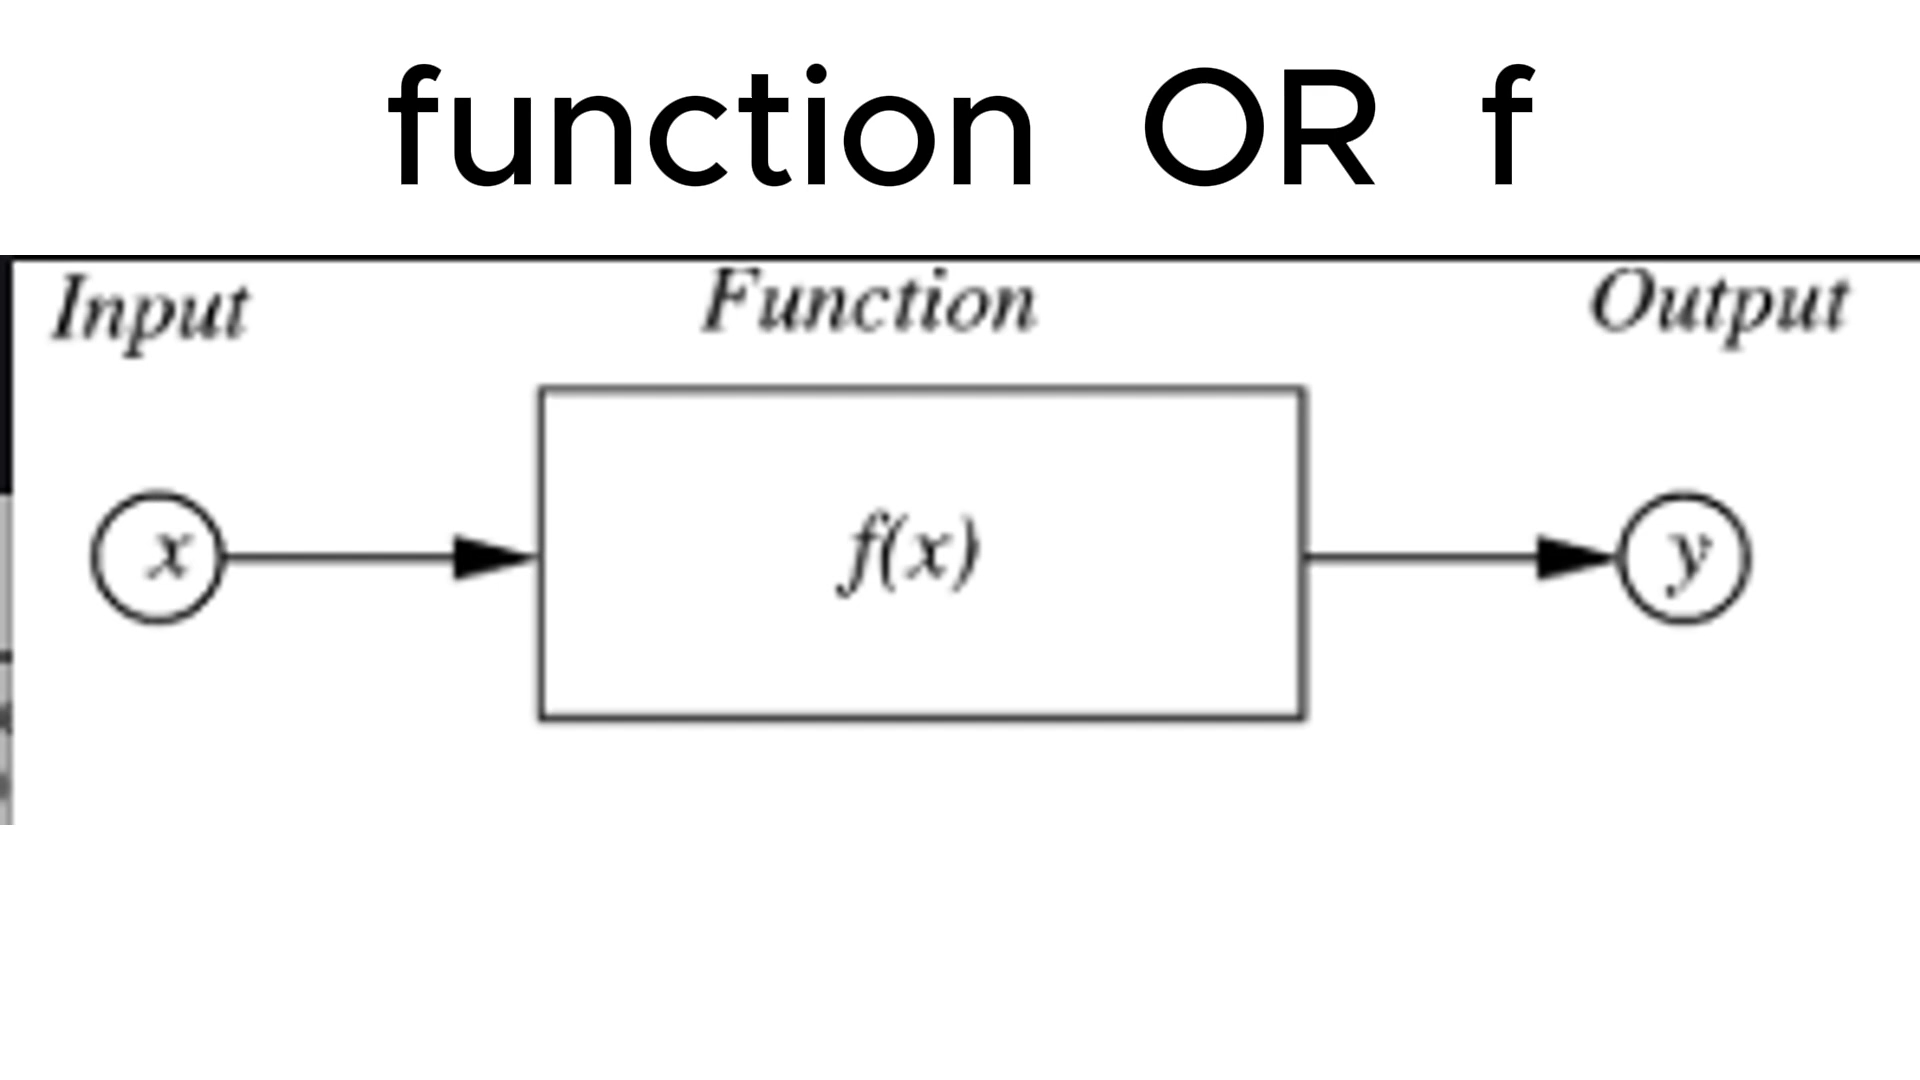 function OR f
Input Function Output
x f(x) y